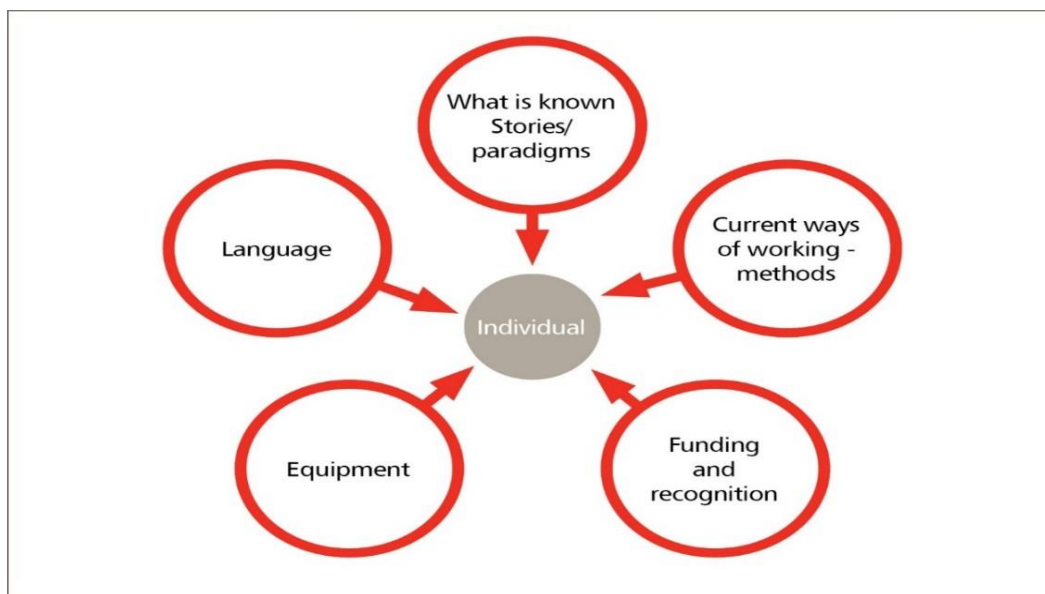 What is known
Stories/
paradigms
Language
Current ways
of working -
methods
Individual
Equipment
Funding
and
recognition